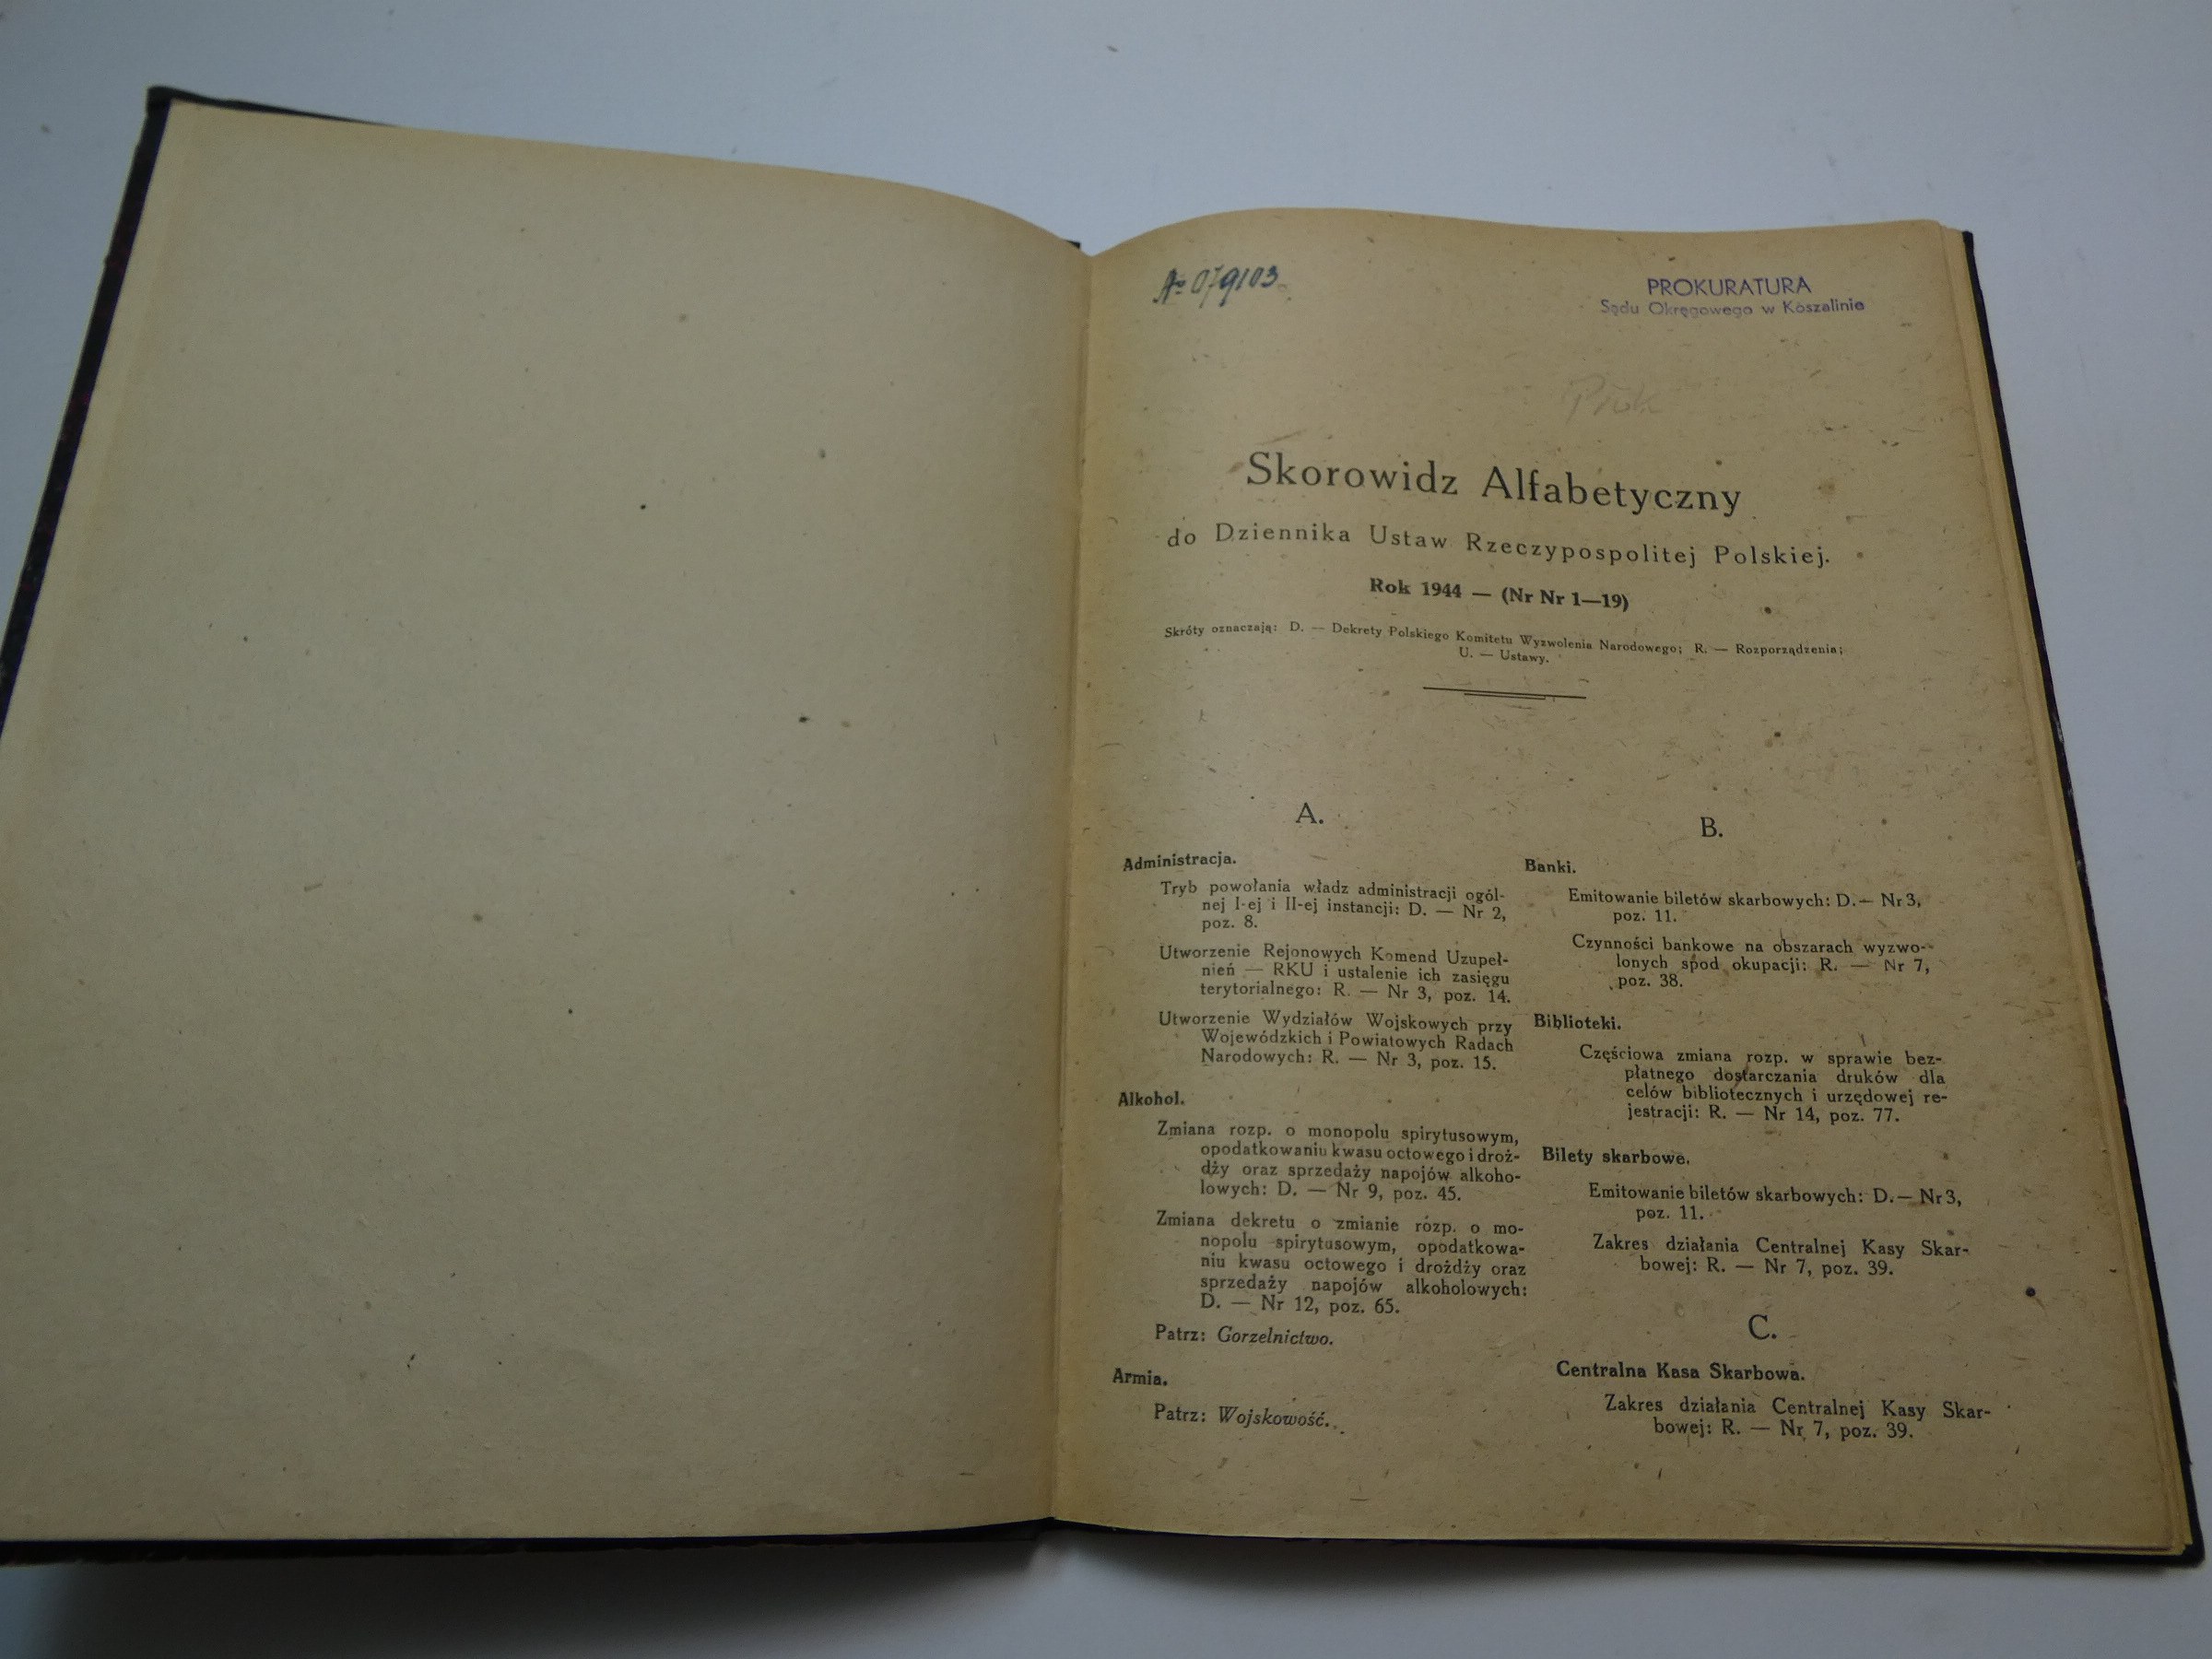 № 079103
PROKURATURA
Sądu Okręgowego w Koszalinie
Prok
Skorowidz Alfabetyczny
do Dziennika Ustaw Rzeczypospolitej Polskiej.
Rok 1944 — (Nr Nr 1—19)
Skróty oznaczają: D. — Dekrety Polskiego Komitetu Wyzwolenia Narodowego; R. — Rozporządzenia;
U. — Ustawy.
A.
Administracja.
Tryb powołania władz administracji ogól-
nej I-ej i II-ej instancji: D. — Nr 2,
poz. 8.
Utworzenie Rejonowych Komend Uzupeł-
nień — RKU i ustalenie ich zasięgu
terytorialnego: R. — Nr 3, poz. 14.
Utworzenie Wydziałów Wojskowych przy
Wojewódzkich i Powiatowych Radach
Narodowych: R. — Nr 3, poz. 15.
Alkohol.
Zmiana rozp. o monopolu spirytusowym,
opodatkowaniu kwasu octowego i droż-
dży oraz sprzedaży napojów alkoho-
lowych: D. — Nr 9, poz. 45.
Zmiana dekretu o zmianie rozp. o mo-
nopolu spirytusowym, opodatkowa-
niu kwasu octowego i drożdży oraz
sprzedaży napojów alkoholowych:
D. — Nr 12, poz. 65.
Patrz: Gorzelnictwo.
Armia.
Patrz: Wojskowość.
B.
Banki.
Emitowanie biletów skarbowych: D. — Nr 3,
poz. 11.
Czynności bankowe na obszarach wyzwo-
lonych spod okupacji: R. — Nr 7,
poz. 38.
Biblioteki.
Częściowa zmiana rozp. w sprawie bez-
płatnego dostarczania druków dla
celów bibliotecznych i urzędowej re-
jestracji: R. — Nr 14, poz. 77.
Bilety skarbowe.
Emitowanie biletów skarbowych: D. — Nr 3,
poz. 11.
Zakres działania Centralnej Kasy Skar-
bowej: R. — Nr 7, poz. 39.
C.
Centralna Kasa Skarbowa.
Zakres działania Centralnej Kasy Skar-
bowej: R. — Nr 7, poz. 39.